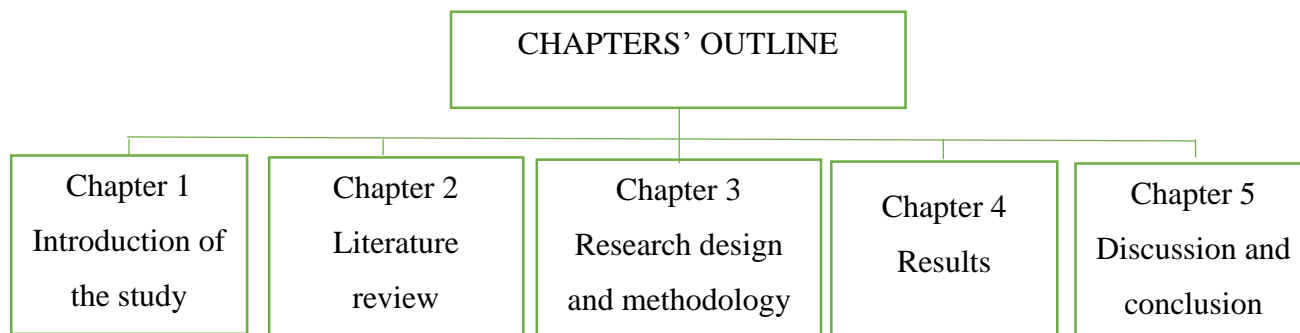 CHAPTERS’ OUTLINE
Chapter 1
Introduction of
the study
Chapter 2
Literature
review
Chapter 3
Research design
and methodology
Chapter 4
Results
Chapter 5
Discussion and
conclusion